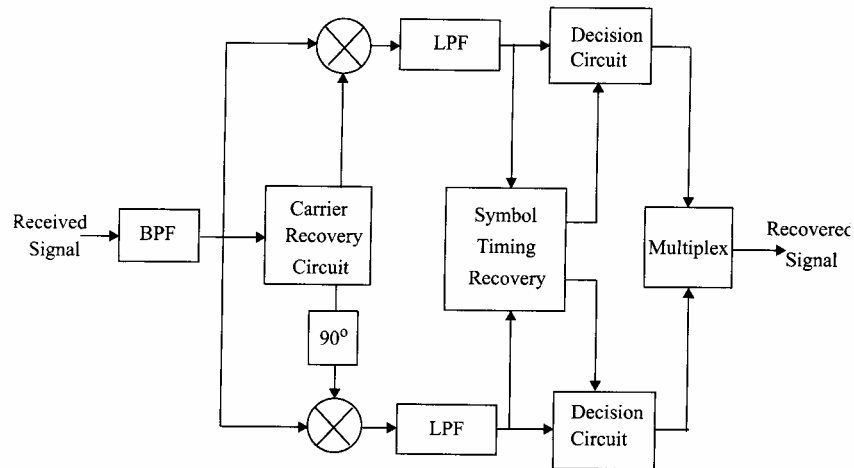 LPF
Decision
Circuit
Received
Signal
BPF
Carrier
Recovery
Circuit
Symbol
Timing
Recovery
Multiplex
Recovered
Signal
90°
LPF
Decision
Circuit